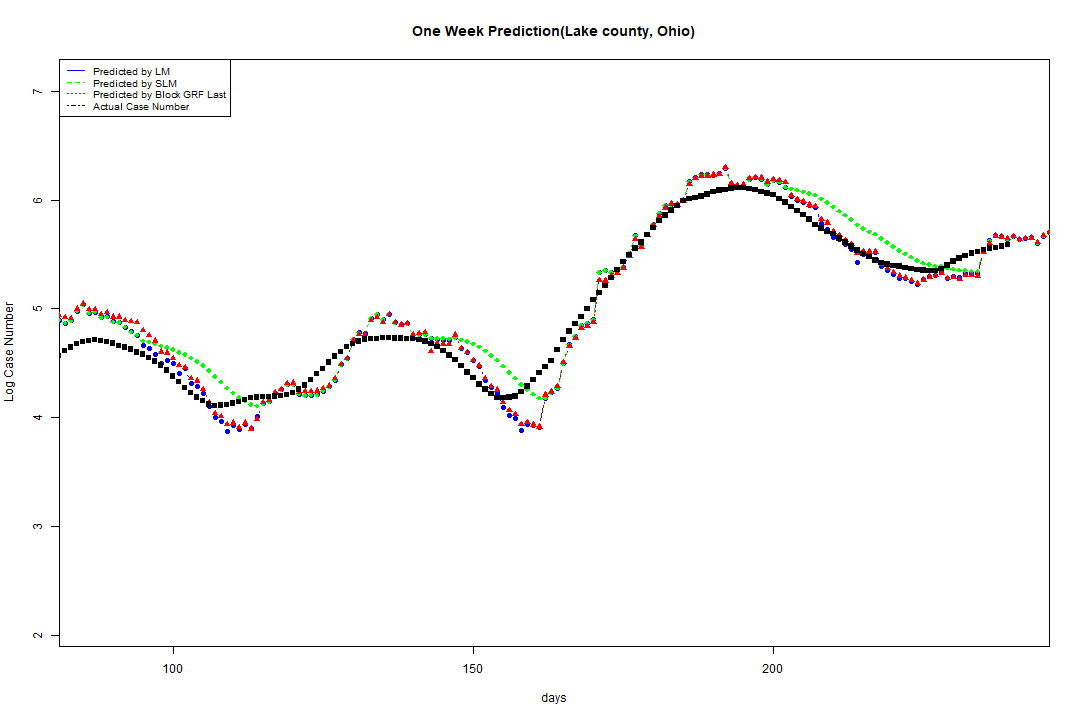 One Week Prediction(Lake county, Ohio)
Predicted by LM
Predicted by SLM
Predicted by Block GRF Last
Actual Case Number
7
6
5
4
3
2
Log Case Number
100 150 200
days